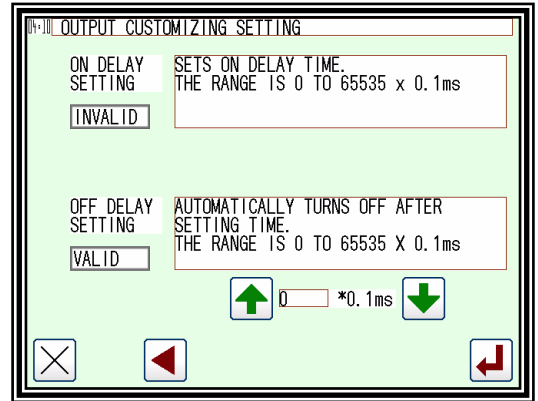 04:10 OUTPUT CUSTOMIZING SETTING
ON DELAY
SETTING
SETS ON DELAY TIME.
THE RANGE IS 0 TO 65535 x 0.1ms
INVALID
OFF DELAY
SETTING
AUTOMATICALLY TURNS OFF AFTER
SETTING TIME.
THE RANGE IS 0 TO 65535 X 0.1ms
VALID
0 *0.1ms